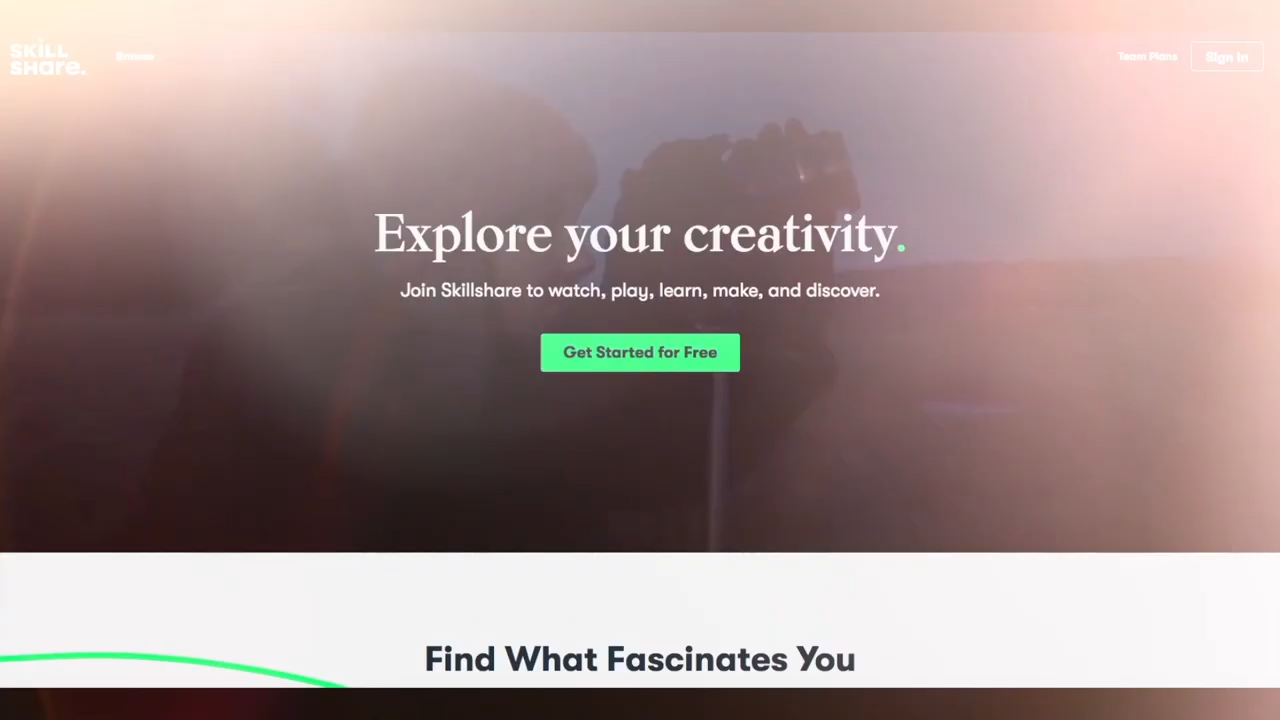 SKiLL
SHare.
Browse
Team Plans
Sign In
Explore your creativity.
Join Skillshare to watch, play, learn, make, and discover.
Get Started for Free
Find What Fascinates You